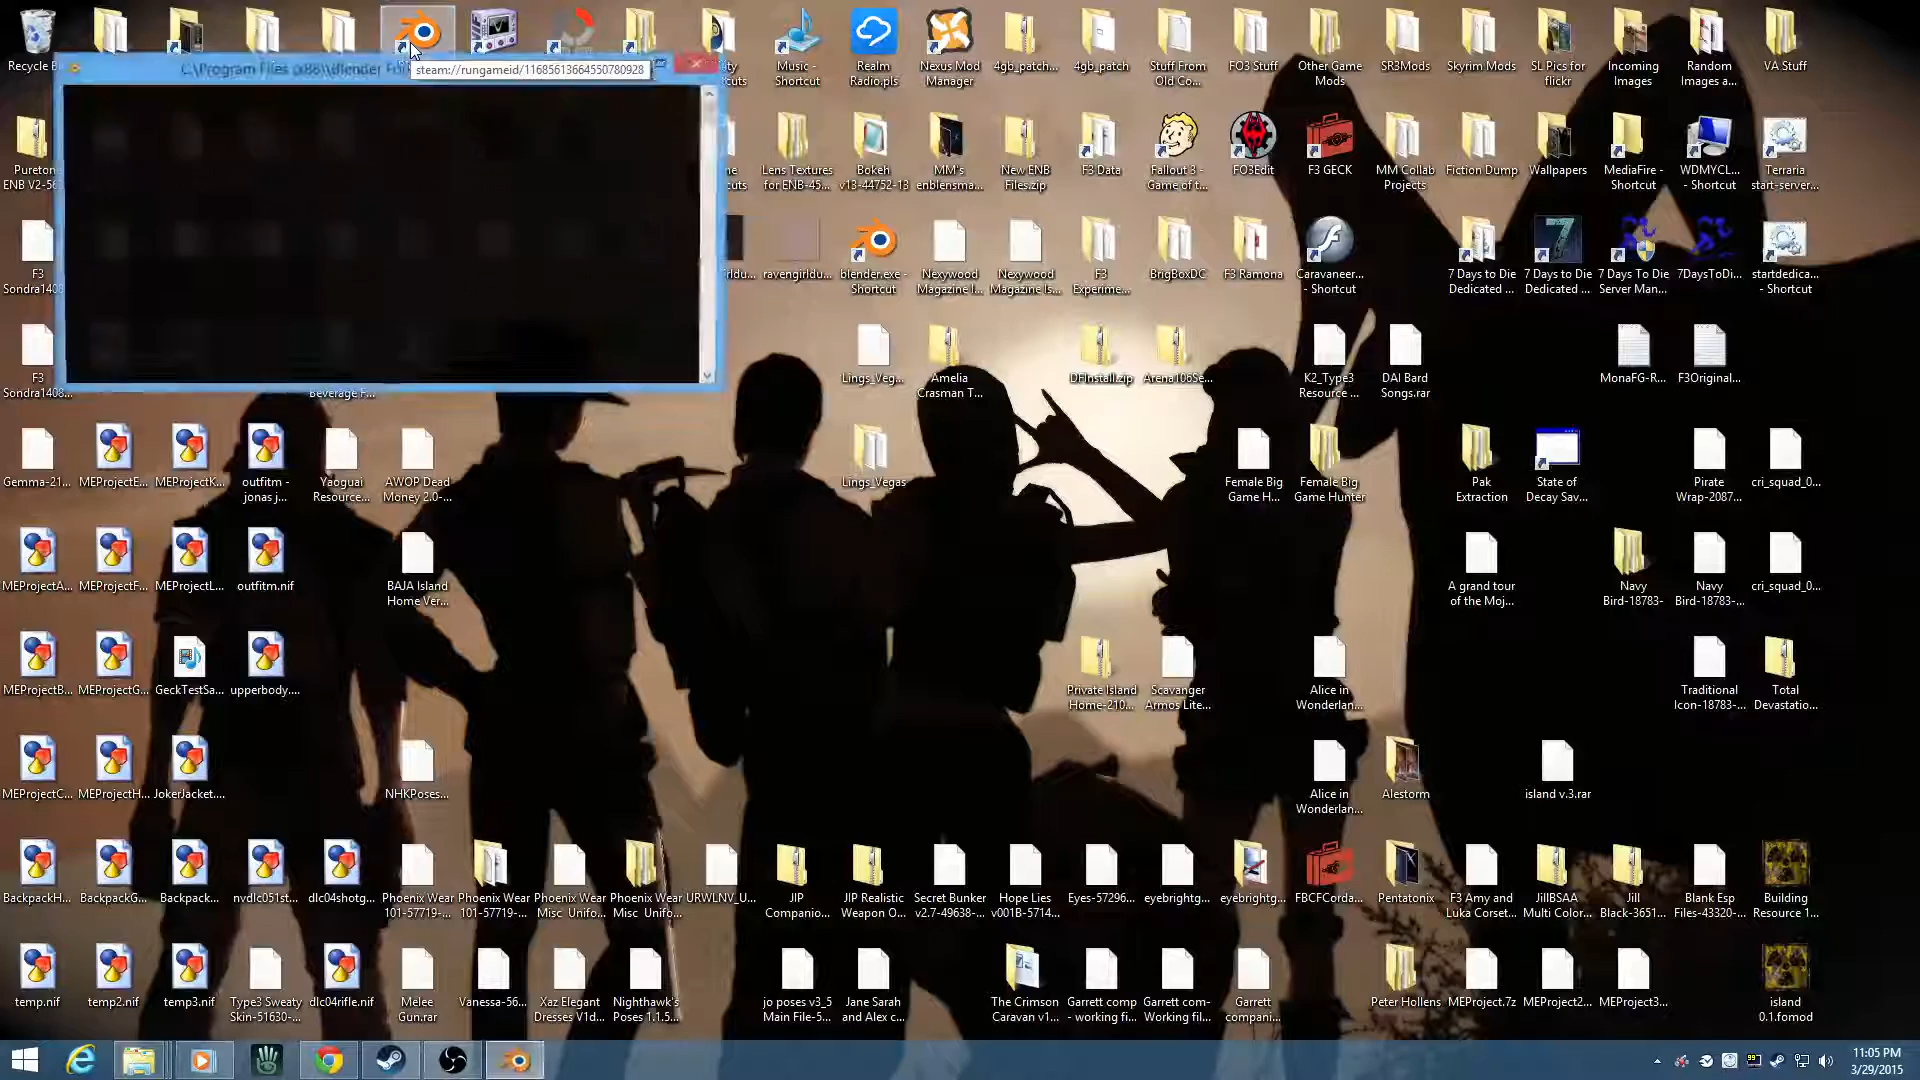 Recycle B
C:\Program Files (x86)\Blender Fo
steam://rungameid/11685613664550780928
Music - Shortcut
Realm Radio.pls
Nexus Mod Manager
4gb_patch...
4gb_patch
Stuff From Old Co...
FO3 Stuff
Other Game Mods
SR3Mods
Skyrim Mods
SL Pics for flickr
Incoming Images
Random Images a...
VA Stuff
Puretone ENB V2-56
Lens Textures for ENB-45...
Bokeh v13-44752-13
MM's enblensma...
New ENB Files.zip
F3 Data
Fallout 3 - Game of t...
FO3Edit
F3 GECK
MM Collab Projects
Fiction Dump
Wallpapers
MediaFire - Shortcut
WDMYCL... - Shortcut
Terraria start-server...
F3 Sondra1408
ravengirldu...
blender.exe - Shortcut
Nexywood Magazine I...
Nexywood Magazine Is...
F3 Experime...
BrigBoxDC
F3 Ramona
Caravaneer... - Shortcut
7 Days to Die Dedicated ...
7 Days to Die Dedicated ...
7 Days To Die Server Man...
7DaysToDi...
startdedica... - Shortcut
F3 Sondra1408...
Beverage F...
Lings_Veg...
Amelia Crasman T...
DFInstall.zip
Arena106Se...
K2_Type3 Resource ...
DAI Bard Songs.rar
MonaFG-R...
F3Original...
Gemma-21...
MEProjectE...
MEProjectK...
outfitm - jonas j...
Yaoguai Resource...
AWOP Dead Money 2.0-...
Lings_Vegas
Female Big Game H...
Female Big Game Hunter
Pak Extraction
State of Decay Sav...
Pirate Wrap-2087...
cri_squad_0...
MEProjectA...
MEProjectF...
MEProjectL...
outfitm.nif
BAJA Island Home Ver...
A grand tour of the Moj...
Navy Bird-18783-
Navy Bird-18783-...
cri_squad_0...
MEProjectB...
MEProjectG...
GeckTestSa...
upperbody....
Private Island Home-210...
Scavanger Armos Lite...
Alice in Wonderlan...
Traditional Icon-18783-...
Total Devastatio...
MEProjectC...
MEProjectH...
JokerJacket....
NHKPoses...
Alice in Wonderlan...
Alestorm
island v.3.rar
BackpackH...
BackpackG...
Backpack...
nvdlc051st...
dlc04shotg...
Phoenix Wear 101-57719-...
Phoenix Wear 101-57719-...
Phoenix Wear Misc_Unifo...
Phoenix Wear Misc_Unifo...
URWLNV_U...
JIP Companio...
JIP Realistic Weapon O...
Secret Bunker v2.7-49638-...
Hope Lies v001B-5714...
Eyes-57296...
eyebrightg...
eyebrightg...
FBCFCorda...
Pentatonix
F3 Amy and Luka Corset...
JillBSAA Multi Color...
Jill Black-3651...
Blank Esp Files-43320-...
Building Resource 1...
temp.nif
temp2.nif
temp3.nif
Type3 Sweaty Skin-51630-...
dlc04rifle.nif
Melee Gun.rar
Vanessa-56...
Xaz Elegant Dresses V1d...
Nighthawk's Poses 1.1.5...
jo poses v3_5 Main File-5...
Jane Sarah and Alex c...
The Crimson Caravan v1...
Garrett comp - working fi...
Garrett com- Working fil...
Garrett compani...
Peter Hollens
MEProject.7z
MEProject2...
MEProject3...
island 0.1.fomod
11:05 PM
3/29/2015